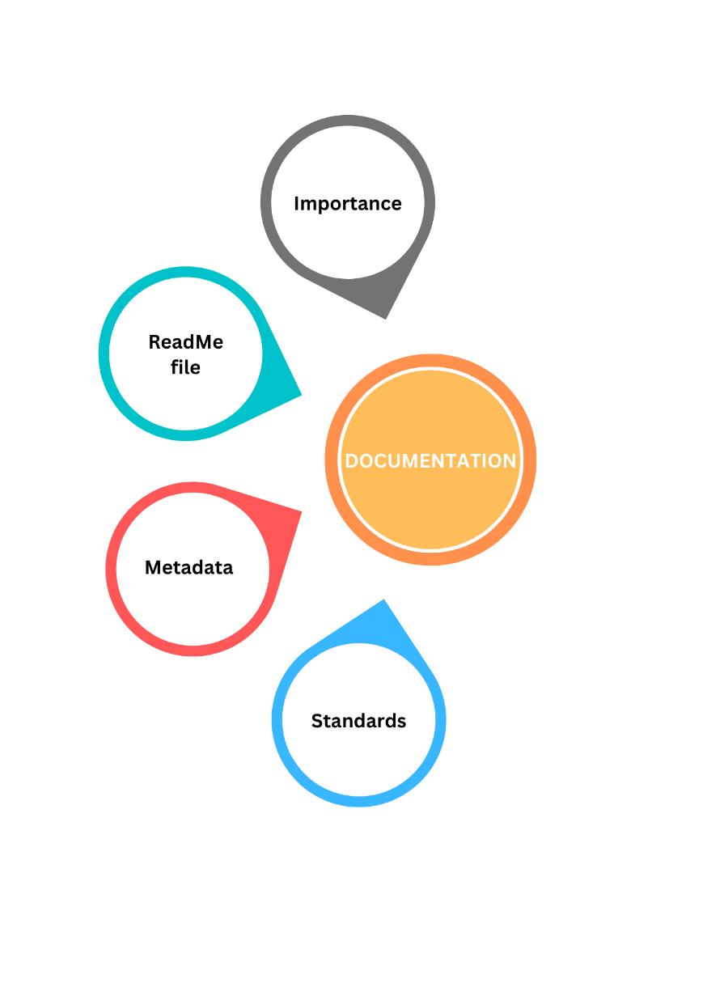 Importance
ReadMe
file
DOCUMENTATION
Metadata
Standards